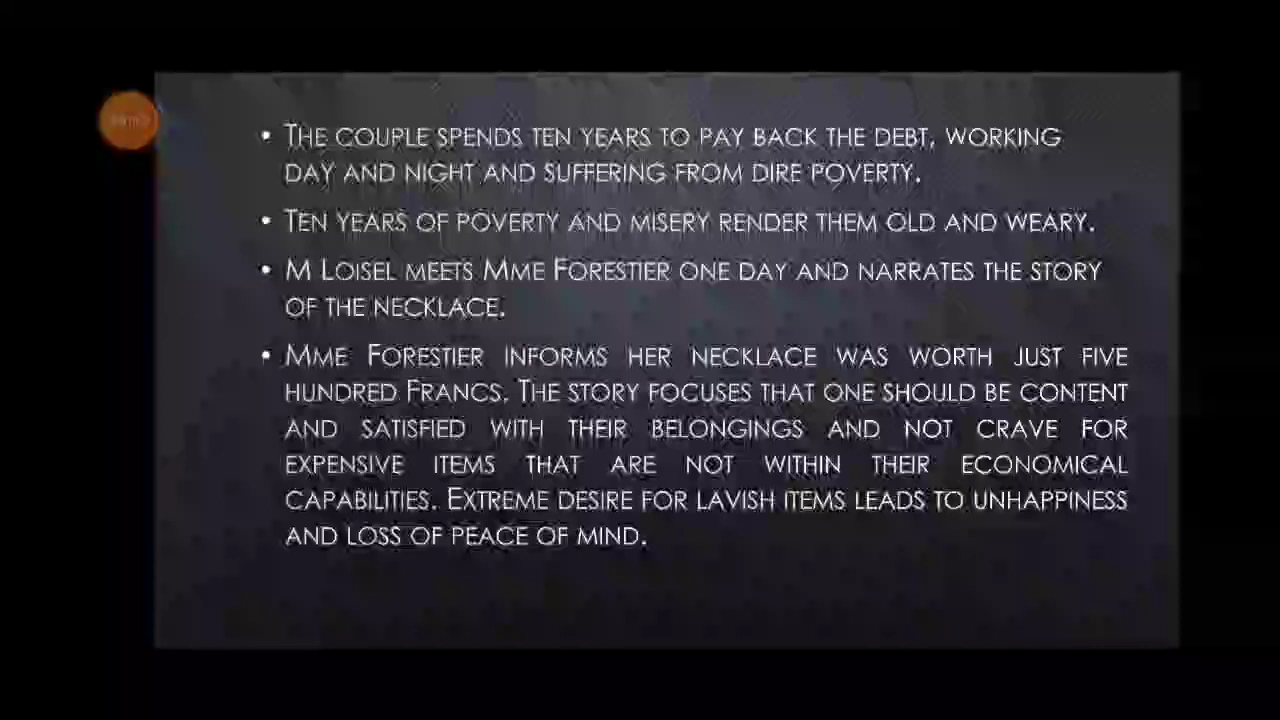 • The couple spends ten years to pay back the debt, working
day and night and suffering from dire poverty.
• Ten years of poverty and misery render them old and weary.
• M Loisel meets Mme Forestier one day and narrates the story
of the necklace.
• Mme Forestier informs her necklace was worth just five
hundred Francs. The story focuses that one should be content
and satisfied with their belongings and not crave for
expensive items that are not within their economical
capabilities. Extreme desire for lavish items leads to unhappiness
and loss of peace of mind.